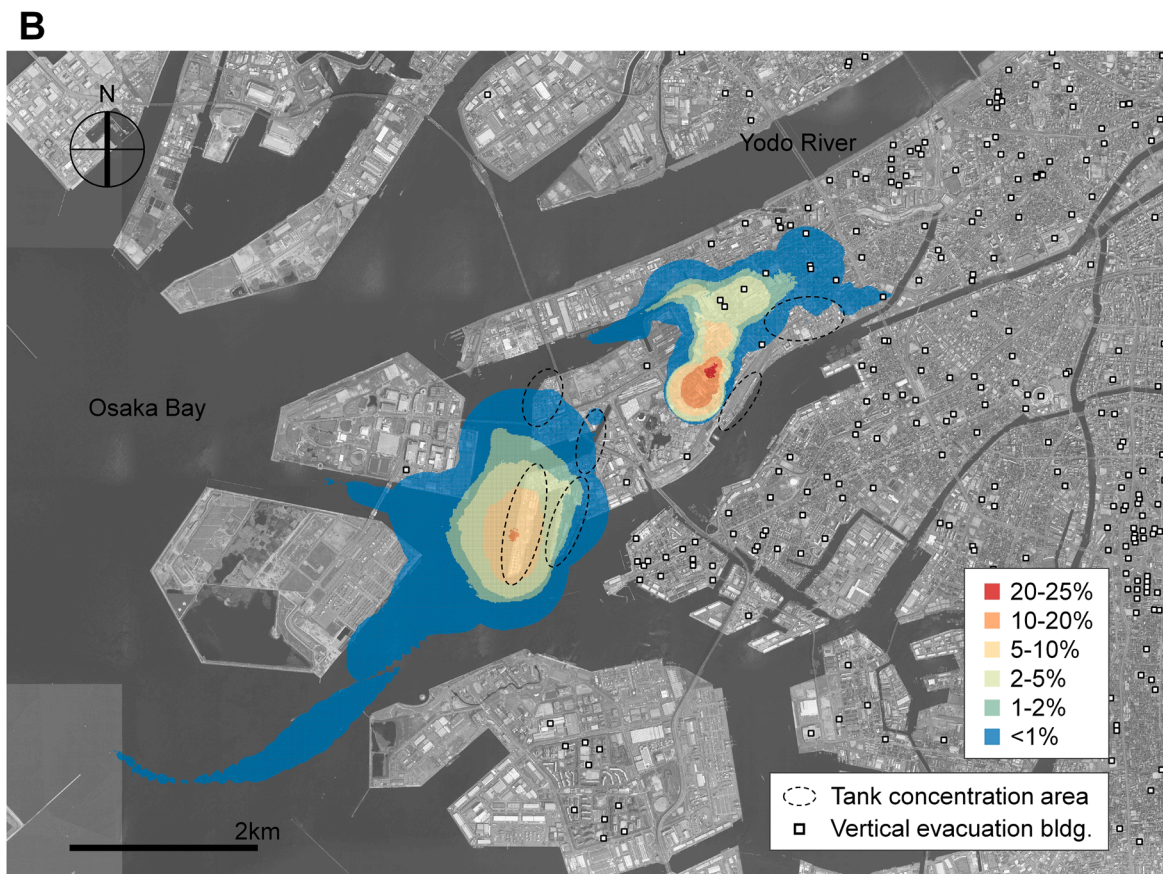 B
N
Yodo River
Osaka Bay
20-25%
10-20%
5-10%
2-5%
1-2%
<1%
Tank concentration area
Vertical evacuation bldg.
2km